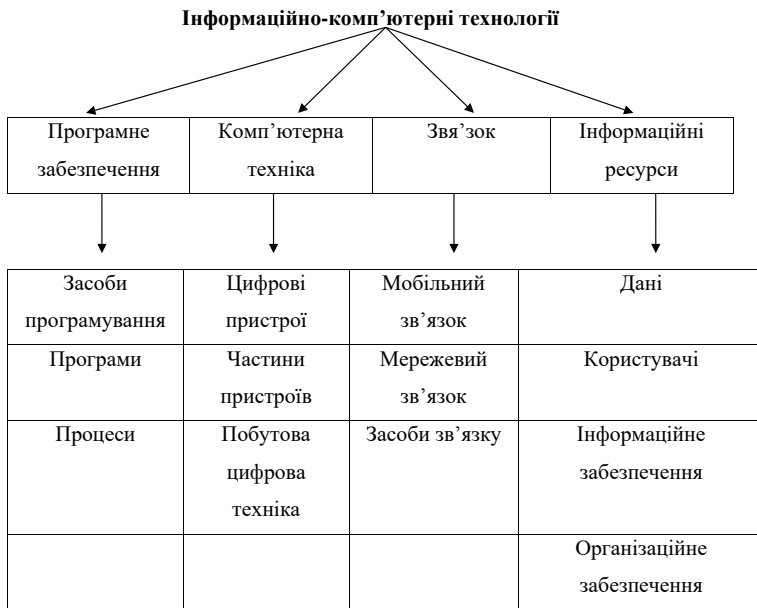 Інформаційно-комп’ютерні технології
Програмне
забезпечення
Комп’ютерна
техніка
Звя’зок
Інформаційні
ресурси
Засоби
програмування
Цифрові
пристрої
Мобільний
зв’язок
Дані
Програми
Частини
пристроїв
Мережевий
зв’язок
Користувачі
Процеси
Побутова
цифрова
техніка
Засоби зв’язку
Інформаційне
забезпечення
Організаційне
забезпечення